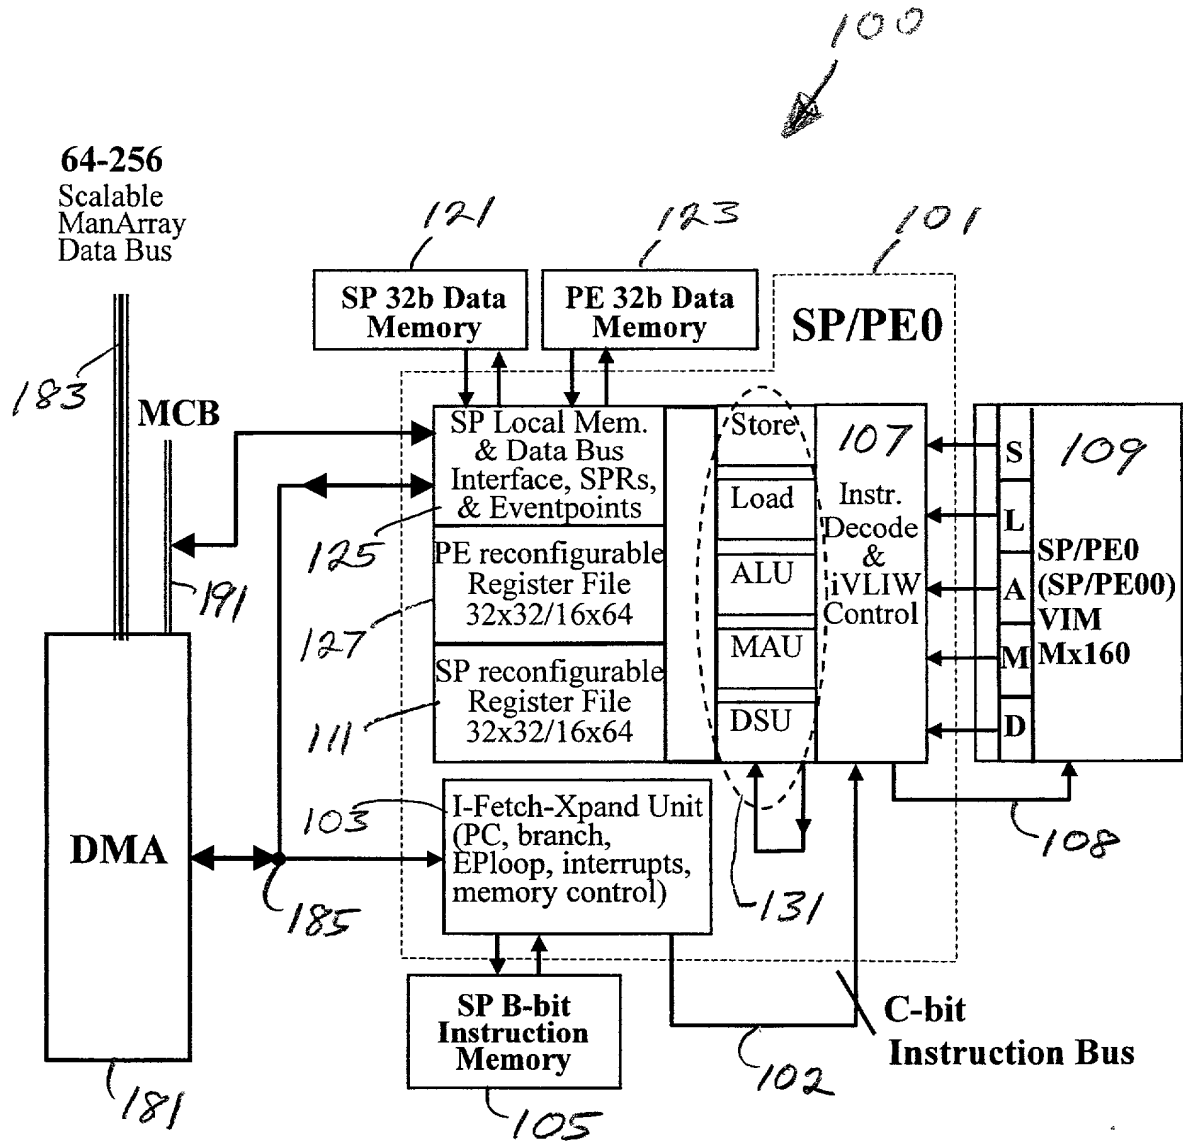 100
64-256
Scalable
ManArray
Data Bus
121
123
101
SP 32b Data
Memory
PE 32b Data
Memory
SP/PE0
183
MCB
SP Local Mem.
& Data Bus
Interface, SPRs,
& Eventpoints
125
191
PE reconfigurable
Register File
32x32/16x64
127
SP reconfigurable
Register File
32x32/16x64
111
Store
Load
ALU
MAU
DSU
107
Instr.
Decode
&
iVLIW
Control
S
L
A
M
D
109
SP/PE0
(SP/PE00)
VIM
Mx160
108
103
I-Fetch-Xpand Unit
(PC, branch,
EPloop, interrupts,
memory control)
131
DMA
185
SP B-bit
Instruction
Memory
C-bit
Instruction Bus
102
181
105